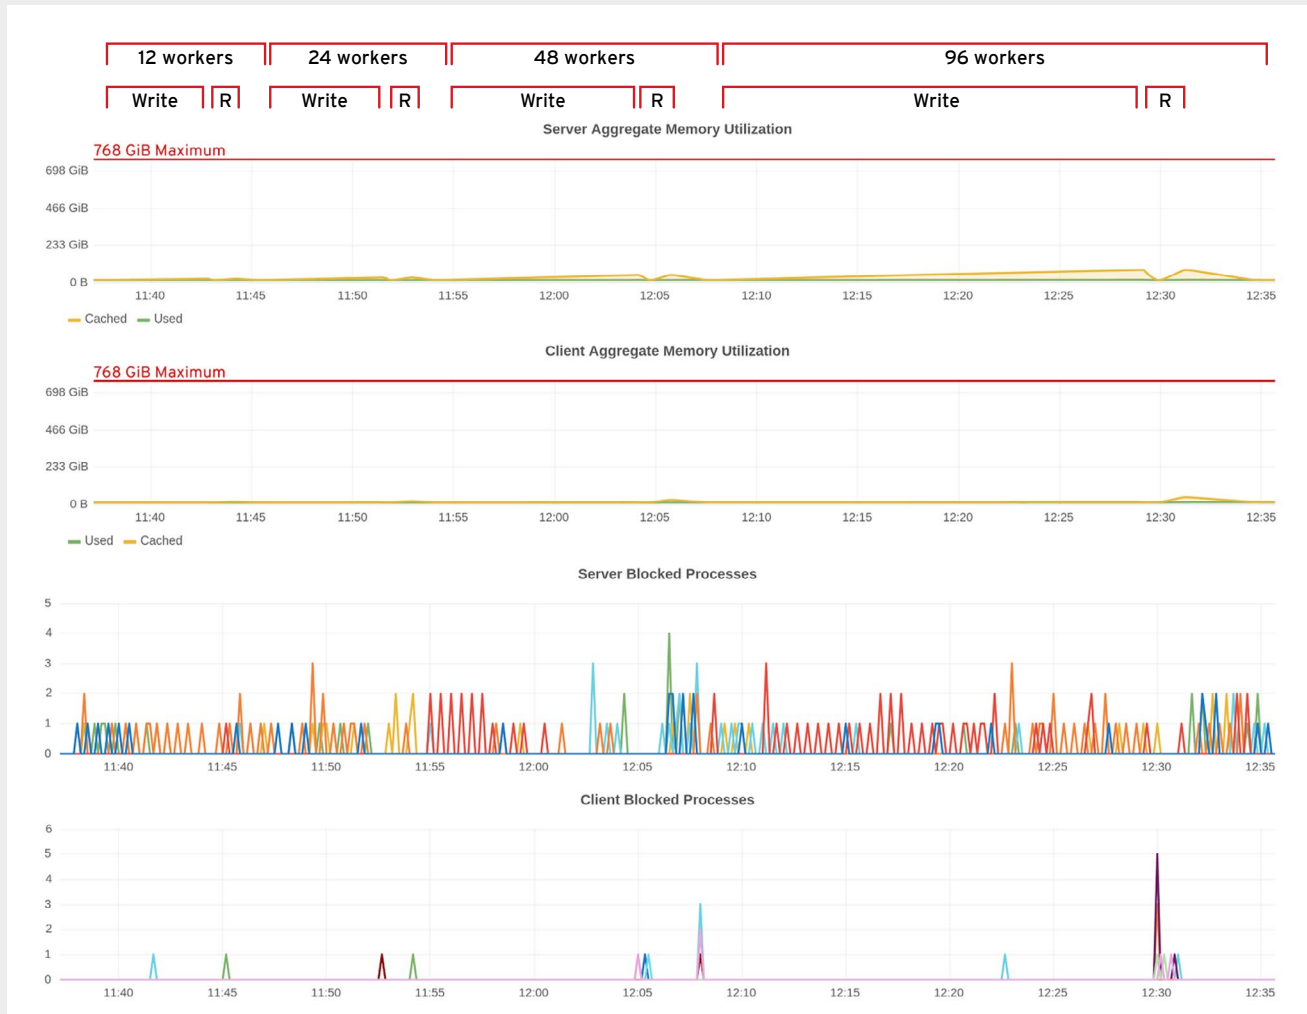 12 workers 24 workers 48 workers 96 workers
Write R Write R Write R Write R
Server Aggregate Memory Utilization
768 GiB Maximum
698 GiB
466 GiB
233 GiB
0 B
11:40 11:45 11:50 11:55 12:00 12:05 12:10 12:15 12:20 12:25 12:30 12:35
Cached Used
Client Aggregate Memory Utilization
768 GiB Maximum
698 GiB
466 GiB
233 GiB
0 B
11:40 11:45 11:50 11:55 12:00 12:05 12:10 12:15 12:20 12:25 12:30 12:35
Used Cached
Server Blocked Processes
5
4
3
2
1
0
11:40 11:45 11:50 11:55 12:00 12:05 12:10 12:15 12:20 12:25 12:30 12:35
Client Blocked Processes
6
5
4
3
2
1
0
11:40 11:45 11:50 11:55 12:00 12:05 12:10 12:15 12:20 12:25 12:30 12:35